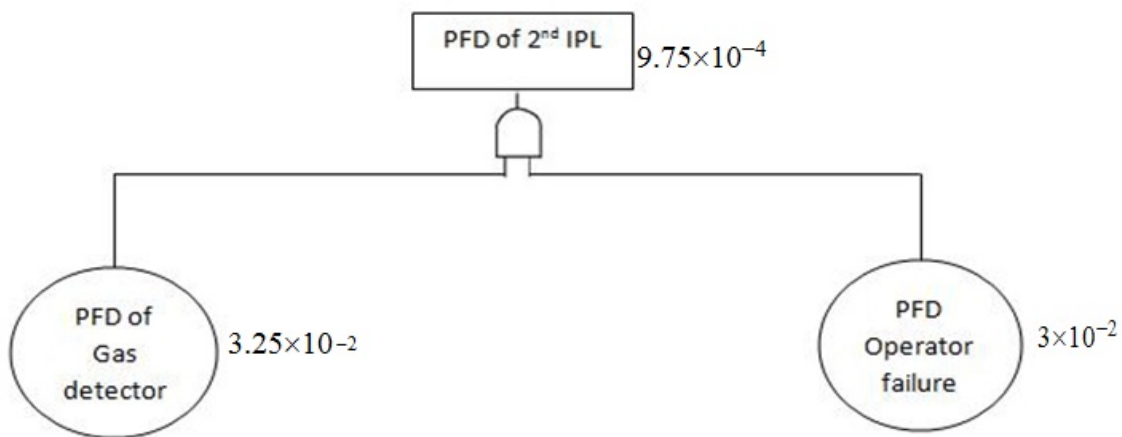 PFD of 2ⁿᵈ IPL
9.75×10⁻⁴
PFD of
Gas
detector
3.25×10⁻²
PFD
Operator
failure
3×10⁻²